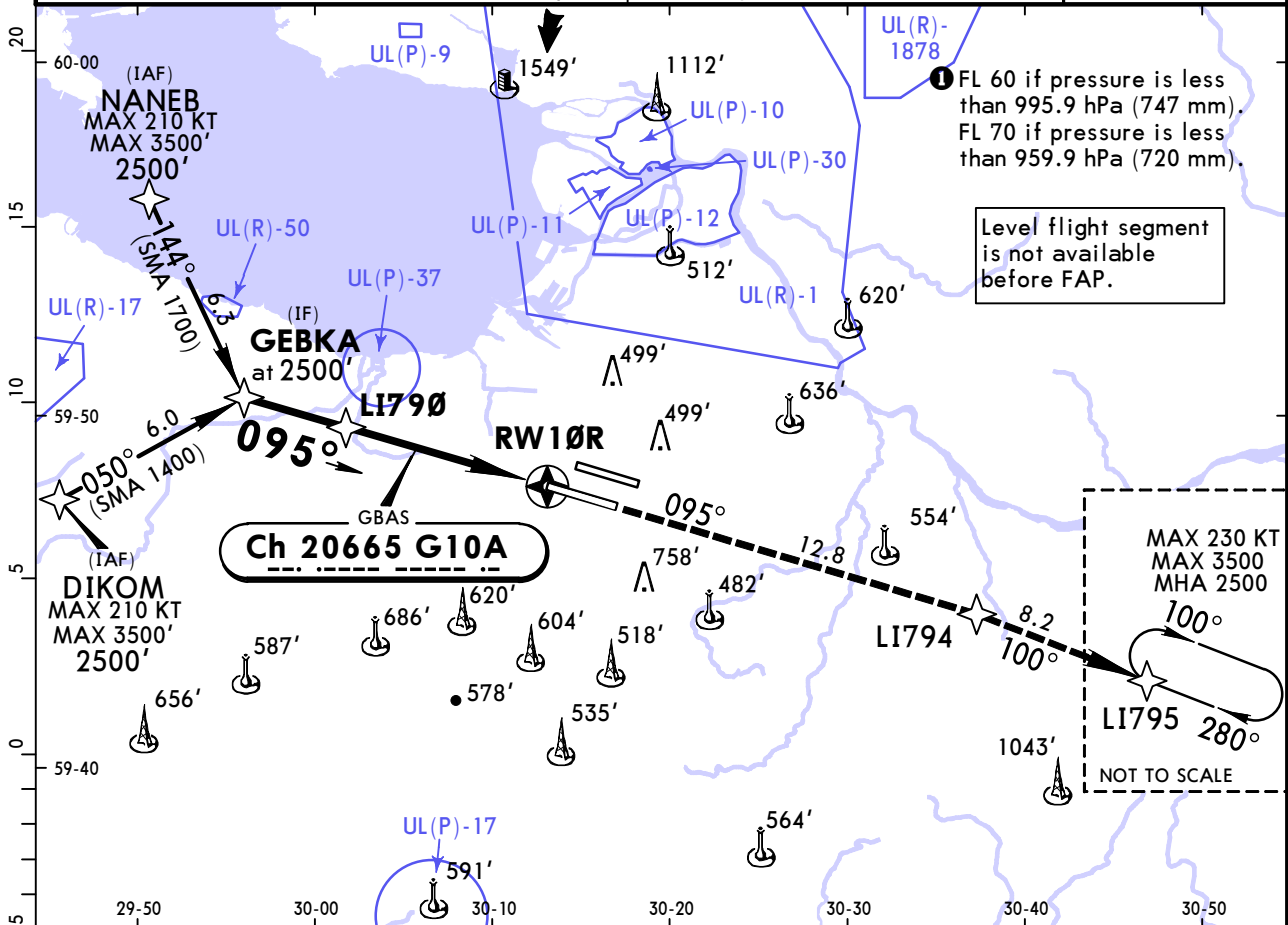 20
60-00
UL(P)-9
1549′
1112′
UL(R)-
1878
1 FL 60 if pressure is less
than 995.9 hPa (747 mm).
FL 70 if pressure is less
than 959.9 hPa (720 mm).
(IAF)
NANEB
MAX 210 KT
MAX 3500′
2500′
UL(P)-10
UL(P)-30
UL(P)-11
UL(P)-12
512′
Level flight segment
is not available
before FAP.
15
144°
(SMA 1700)
6.3
UL(R)-50
UL(P)-37
UL(R)-1
620′
UL(R)-17
(IF)
GEBKA
at 2500′
499′
10
59-50
LI79Ø
636′
499′
6.0
050°
(SMA 1400)
095°
RW1ØR
095°
GBAS
Ch 20665 G10A
12.8
554′
(IAF)
DIKOM
MAX 210 KT
MAX 3500′
2500′
758′
482′
MAX 230 KT
MAX 3500
MHA 2500
5
620′
686′
604′
518′
587′
LI794
8.2
100°
100°
578′
656′
535′
LI795
280°
0
59-40
1043′
NOT TO SCALE
UL(P)-17
564′
591′
5
29-50
30-00
30-10
30-20
30-30
30-40
30-50